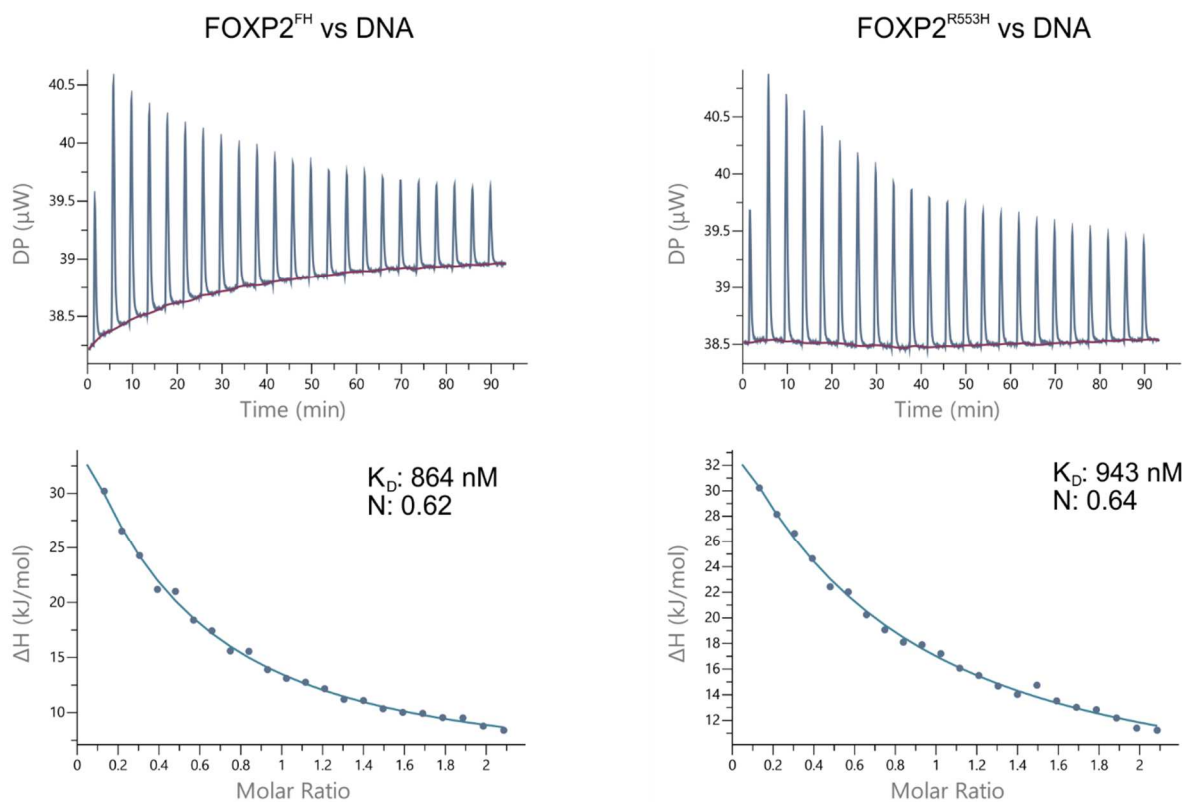 FOXP2FH vs DNA
FOXP2R553H vs DNA
40.5
40
39.5
39
38.5
DP (µW)
0 10 20 30 40 50 60 70 80 90
Time (min)
40.5
40
39.5
39
38.5
DP (µW)
0 10 20 30 40 50 60 70 80 90
Time (min)
KD: 864 nM
N: 0.62
30
25
20
15
10
ΔH (kJ/mol)
0 0.2 0.4 0.6 0.8 1 1.2 1.4 1.6 1.8 2
Molar Ratio
KD: 943 nM
N: 0.64
32
30
28
26
24
22
20
18
16
14
12
ΔH (kJ/mol)
0 0.2 0.4 0.6 0.8 1 1.2 1.4 1.6 1.8 2
Molar Ratio